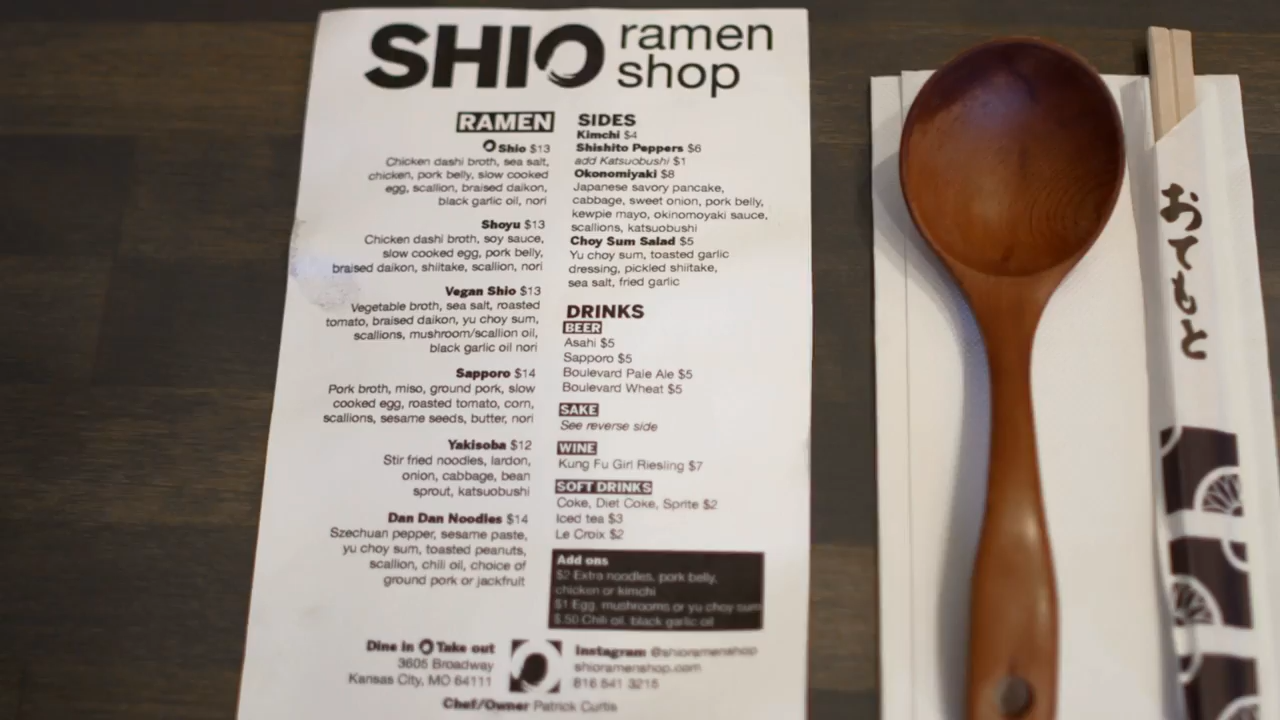 SHIO ramen shop
RAMEN
Shio $13
Chicken dashi broth, sea salt,
chicken, pork belly, slow cooked
egg, scallion, braised daikon,
black garlic oil, nori
Shoyu $13
Chicken dashi broth, soy sauce,
slow cooked egg, pork belly,
braised daikon, shiitake, scallion, nori
Vegan Shio $13
Vegetable broth, sea salt, roasted
tomato, braised daikon, yu choy sum,
scallions, mushroom/scallion oil,
black garlic oil nori
Sapporo $14
Pork broth, miso, ground pork, slow
cooked egg, roasted tomato, corn,
scallions, sesame seeds, butter, nori
Yakisoba $12
Stir fried noodles, lardon,
onion, cabbage, bean
sprout, katsuobushi
Dan Dan Noodles $14
Szechuan pepper, sesame paste,
yu choy sum, toasted peanuts,
scallion, chili oil, choice of
ground pork or jackfruit
SIDES
Kimchi $4
Shishito Peppers $6
add Katsuobushi $1
Okonomiyaki $8
Japanese savory pancake,
cabbage, sweet onion, pork belly,
kewpie mayo, okinomoyaki sauce,
scallions, katsuobushi
Choy Sum Salad $5
Yu choy sum, toasted garlic
dressing, pickled shiitake,
sea salt, fried garlic
DRINKS
BEER
Asahi $5
Sapporo $5
Boulevard Pale Ale $5
Boulevard Wheat $5
SAKE
See reverse side
WINE
Kung Fu Girl Riesling $7
SOFT DRINKS
Coke, Diet Coke, Sprite $2
Iced tea $3
Le Croix $2
Add ons
$2 Extra noodles, pork belly,
chicken or kimchi
$1 Egg, mushrooms or yu choy sum
$.50 Chili oil, black garlic oil
Dine in Take out
3605 Broadway
Kansas City, MO 64111
Instagram @shioramenshop
shioramenshop.com
816 541 3215
Chef/Owner Patrick Curtis
おてもと